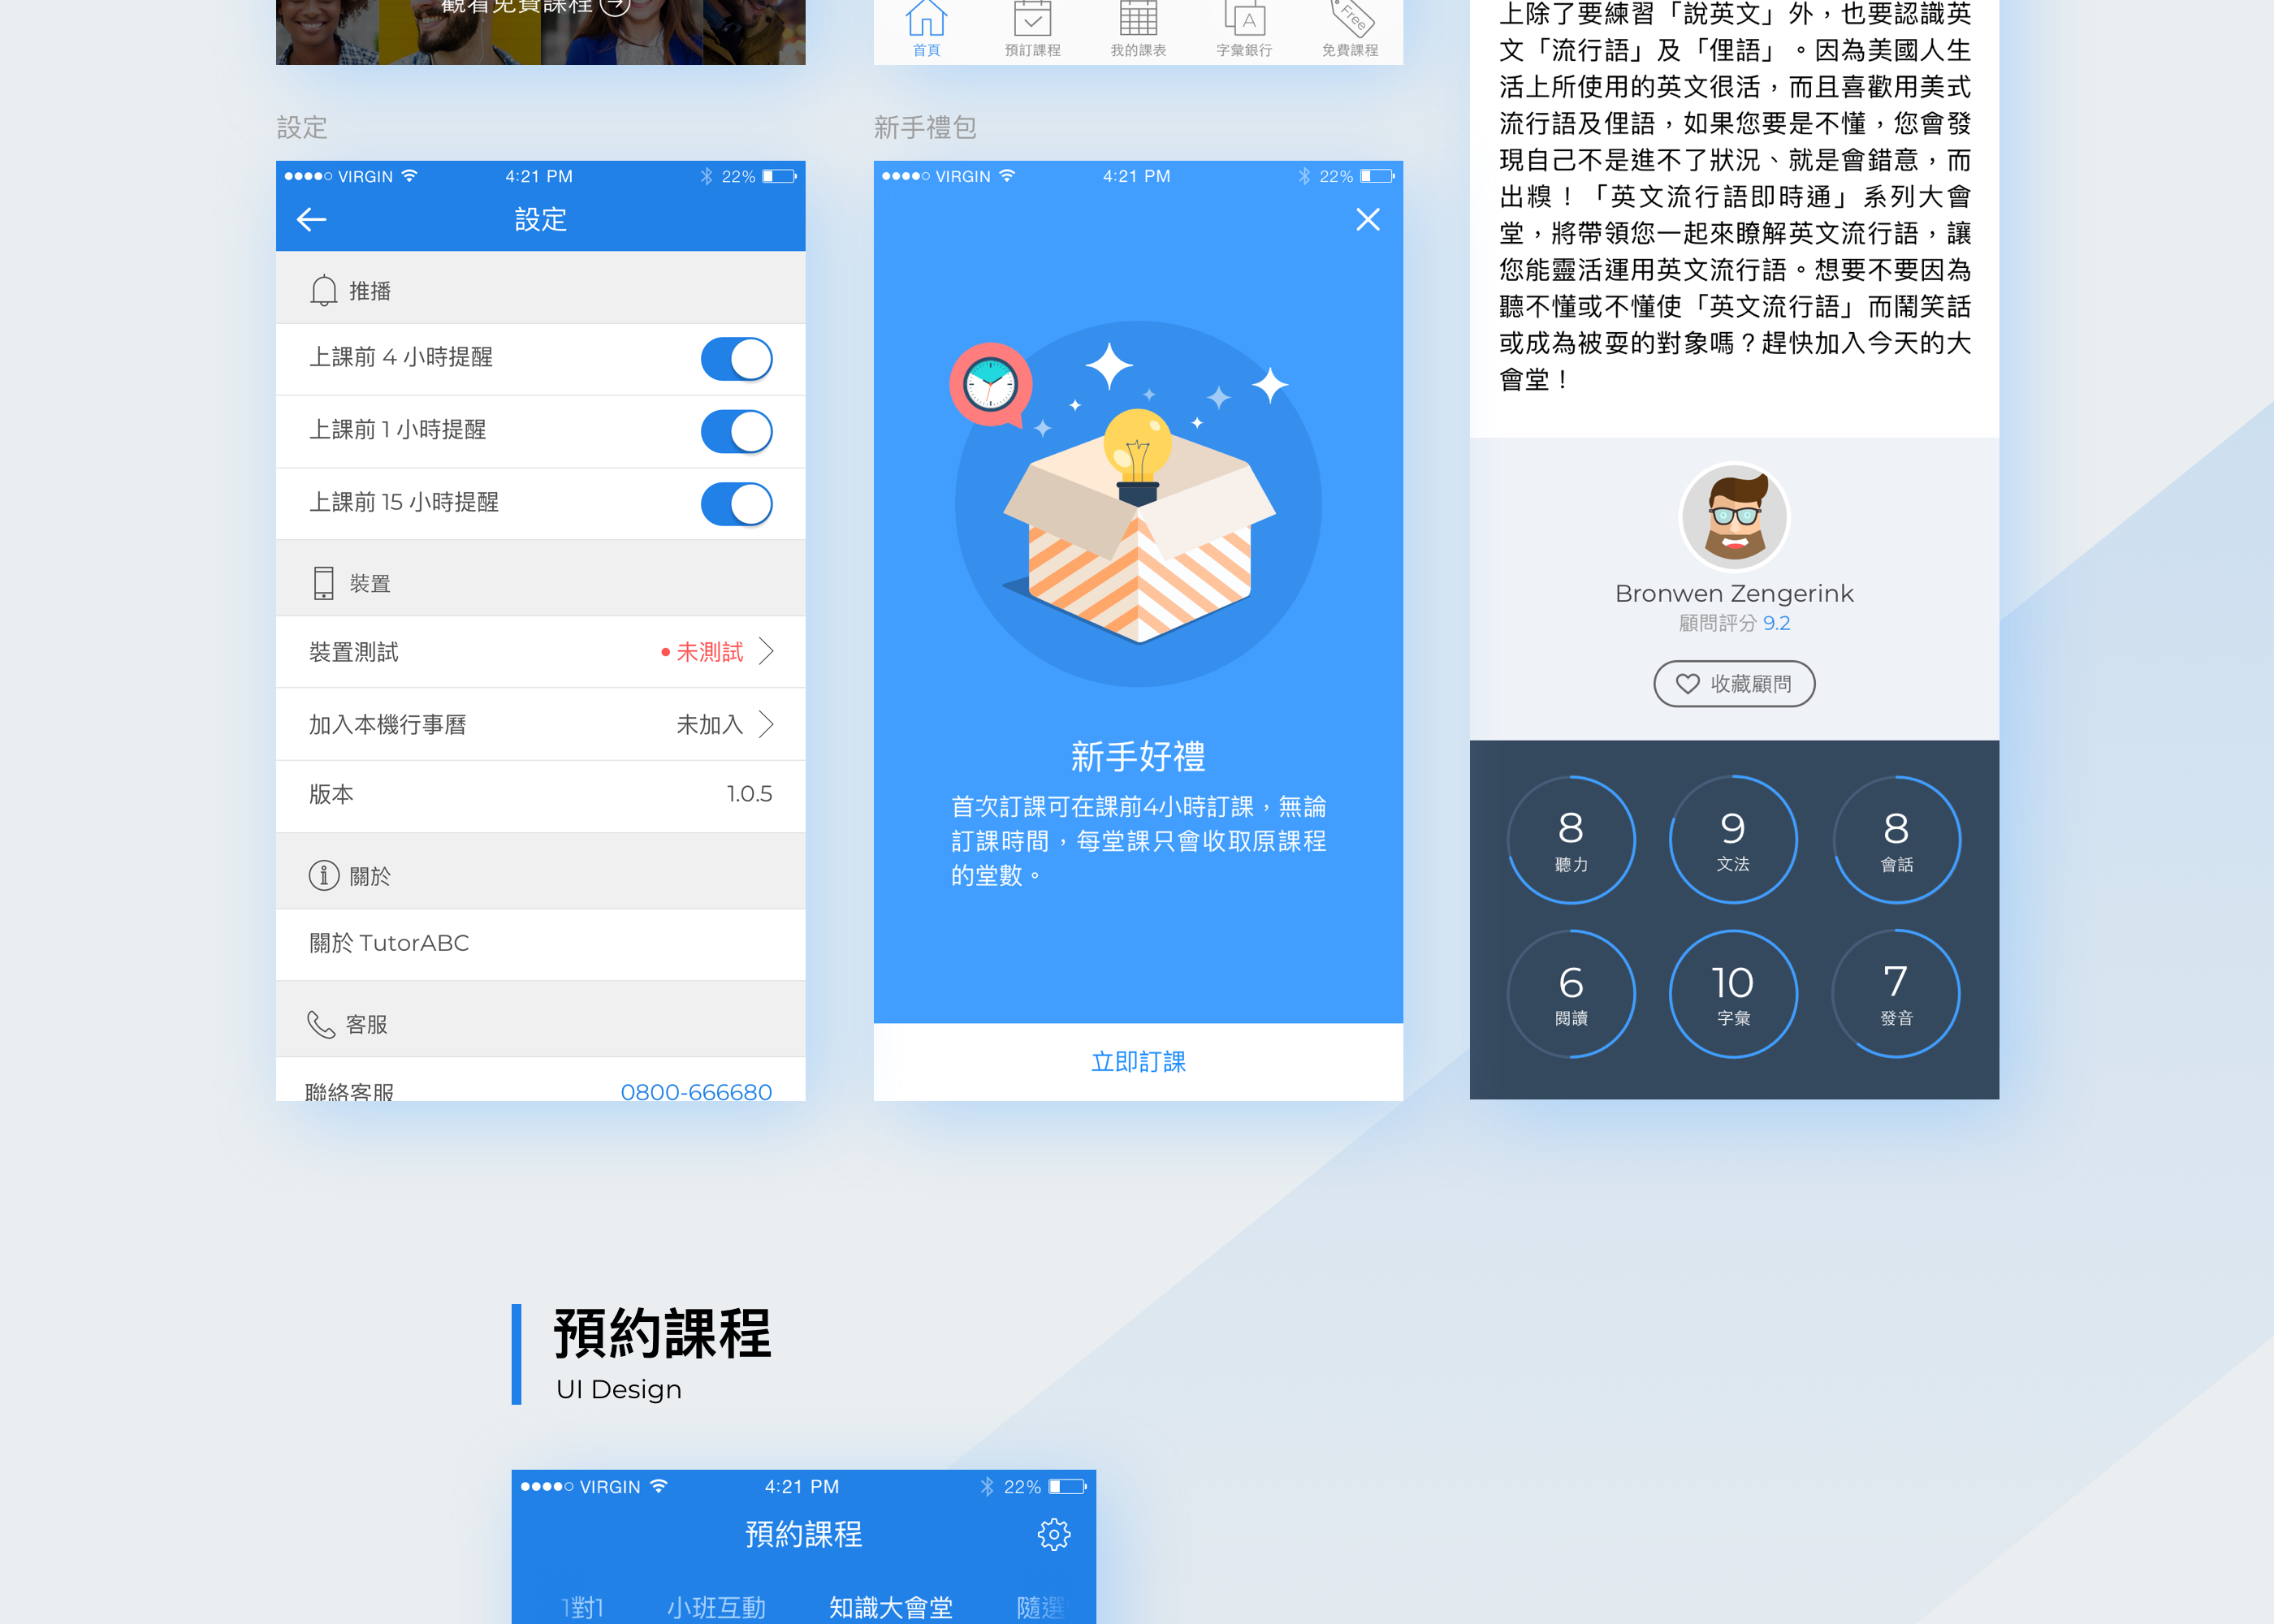 觀看免費課程
首頁
預訂課程
我的課表
A
字彙銀行
Free
免費課程
設定
VIRGIN
4:21 PM
22%
設定
推播
上課前 4 小時提醒
上課前 1 小時提醒
上課前 15 小時提醒
裝置
裝置測試
未測試
加入本機行事曆
未加入
版本
1.0.5
關於
關於 TutorABC
客服
聯絡客服
0800-666680
新手禮包
VIRGIN
4:21 PM
22%
新手好禮
首次訂課可在課前4小時訂課，無論
訂課時間，每堂課只會收取原課程
的堂數。
立即訂課
上除了要練習「說英文」外，也要認識英
文「流行語」及「俚語」。因為美國人生
活上所使用的英文很活，而且喜歡用美式
流行語及俚語，如果您要是不懂，您會發
現自己不是進不了狀況、就是會錯意，而
出糗！「英文流行語即時通」系列大會
堂，將帶領您一起來瞭解英文流行語，讓
您能靈活運用英文流行語。想要不要因為
聽不懂或不懂使「英文流行語」而鬧笑話
或成為被耍的對象嗎？趕快加入今天的大
會堂！
Bronwen Zengerink
顧問評分 9.2
收藏顧問
8
聽力
9
文法
8
會話
6
閱讀
10
字彙
7
發音
預約課程
UI Design
VIRGIN
4:21 PM
22%
預約課程
1對1
小班互動
知識大會堂
隨選